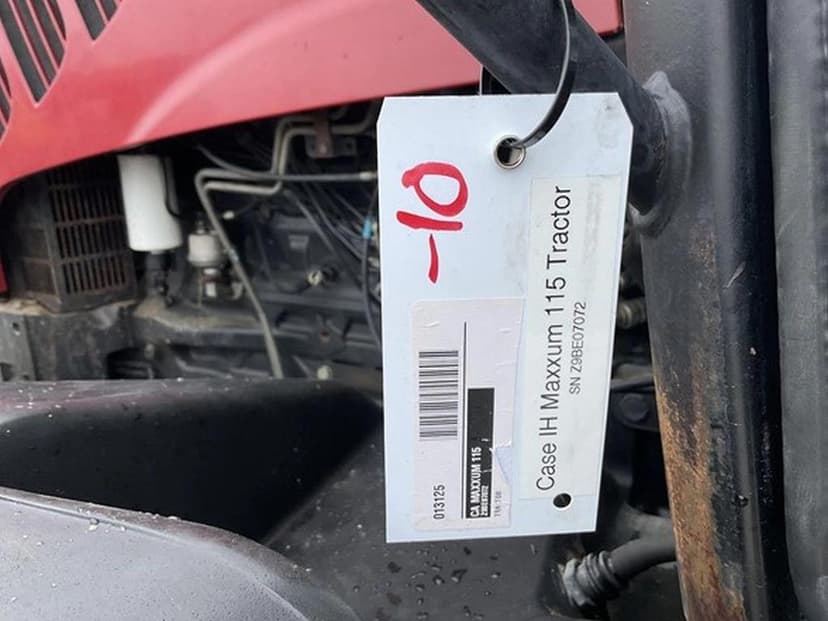 -10
Case IH Maxxum 115 Tractor
SN Z9BE07072
013125
CA MAXXUM 115